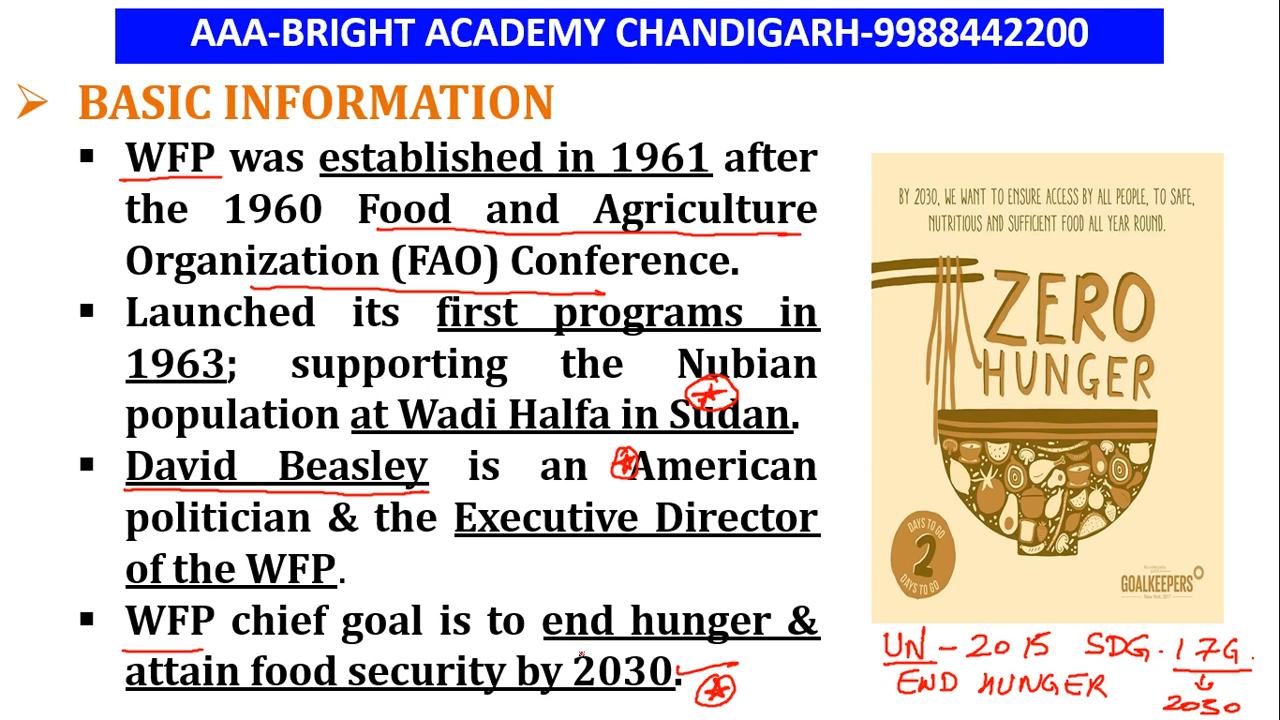 AAA-BRIGHT ACADEMY CHANDIGARH-9988442200
➢ BASIC INFORMATION
▪ WFP was established in 1961 after
the 1960 Food and Agriculture
Organization (FAO) Conference.
▪ Launched its first programs in
1963; supporting the Nubian
population at Wadi Halfa in Sudan.
▪ David Beasley is an American
politician & the Executive Director
of the WFP.
▪ WFP chief goal is to end hunger &
attain food security by 2030.
BY 2030, WE WANT TO ENSURE ACCESS BY ALL PEOPLE, TO SAFE,
NUTRITIOUS AND SUFFICIENT FOOD ALL YEAR ROUND.
ZERO
HUNGER
DAYS TO GO
2
DAYS TO GO
GOALKEEPERS
UN - 2015 SDG. 17G.
END HUNGER
2030